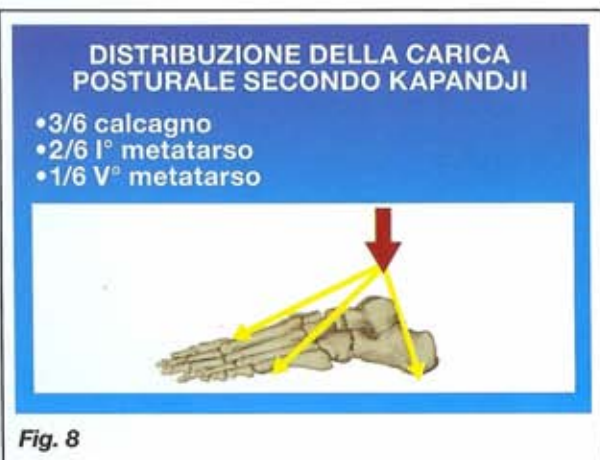 DISTRIBUZIONE DELLA CARICA
POSTURALE SECONDO KAPANDJI
•3/6 calcagno
•2/6 I° metatarso
•1/6 V° metatarso
Fig. 8